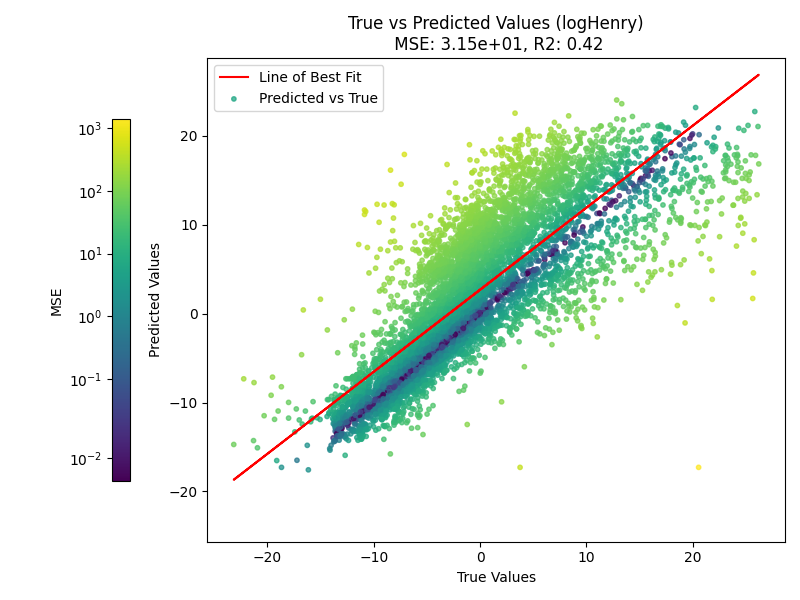 True vs Predicted Values (logHenry)
MSE: 3.15e+01, R2: 0.42
Line of Best Fit
Predicted vs True
10³
10²
10¹
10⁰
10⁻¹
10⁻²
MSE
Predicted Values
20
10
0
−10
−20
−20
−10
0
10
20
True Values